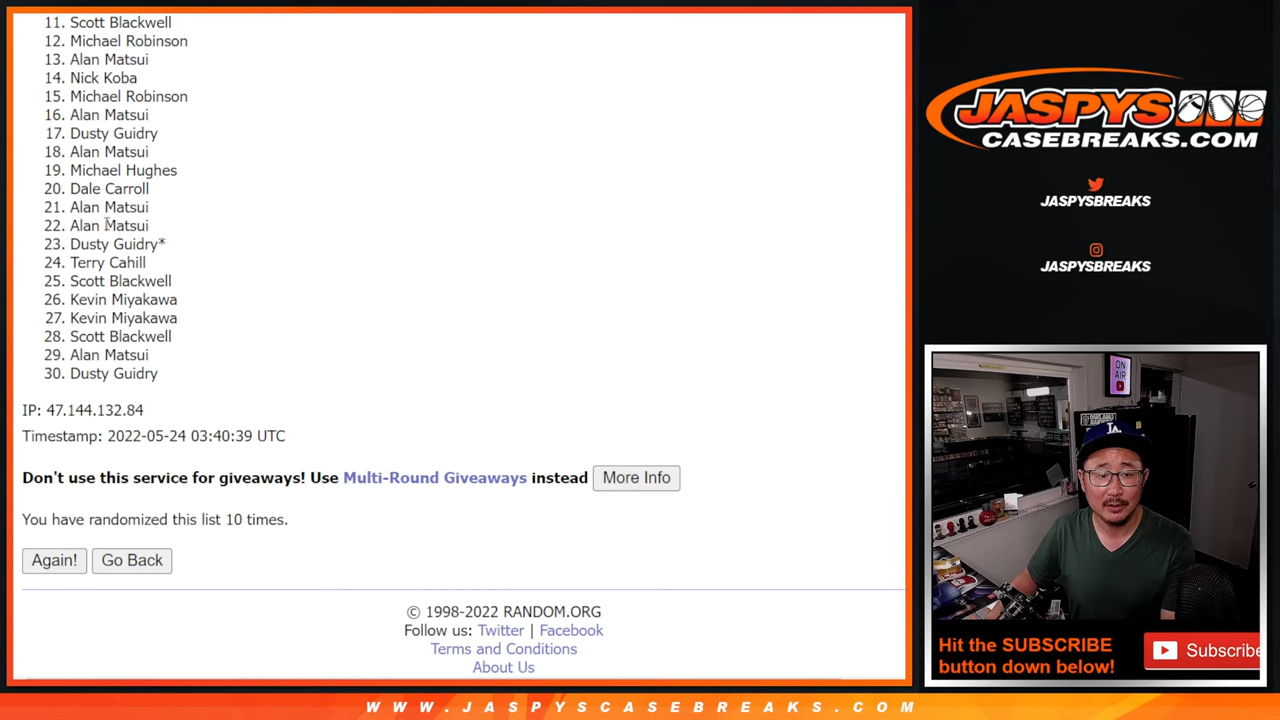 11. Scott Blackwell
12. Michael Robinson
13. Alan Matsui
14. Nick Koba
15. Michael Robinson
16. Alan Matsui
17. Dusty Guidry
18. Alan Matsui
19. Michael Hughes
20. Dale Carroll
21. Alan Matsui
22. Alan Matsui
23. Dusty Guidry*
24. Terry Cahill
25. Scott Blackwell
26. Kevin Miyakawa
27. Kevin Miyakawa
28. Scott Blackwell
29. Alan Matsui
30. Dusty Guidry
IP: 47.144.132.84
Timestamp: 2022-05-24 03:40:39 UTC
Don't use this service for giveaways! Use Multi-Round Giveaways instead More Info
You have randomized this list 10 times.
Again! Go Back
© 1998-2022 RANDOM.ORG
Follow us: Twitter | Facebook
Terms and Conditions
About Us
JASPYS
CASEBREAKS.COM
JASPYSBREAKS
JASPYSBREAKS
ON
AIR
LA
Hit the SUBSCRIBE
button down below!
Subscribe
WWW.JASPYSCASEBREAKS.COM